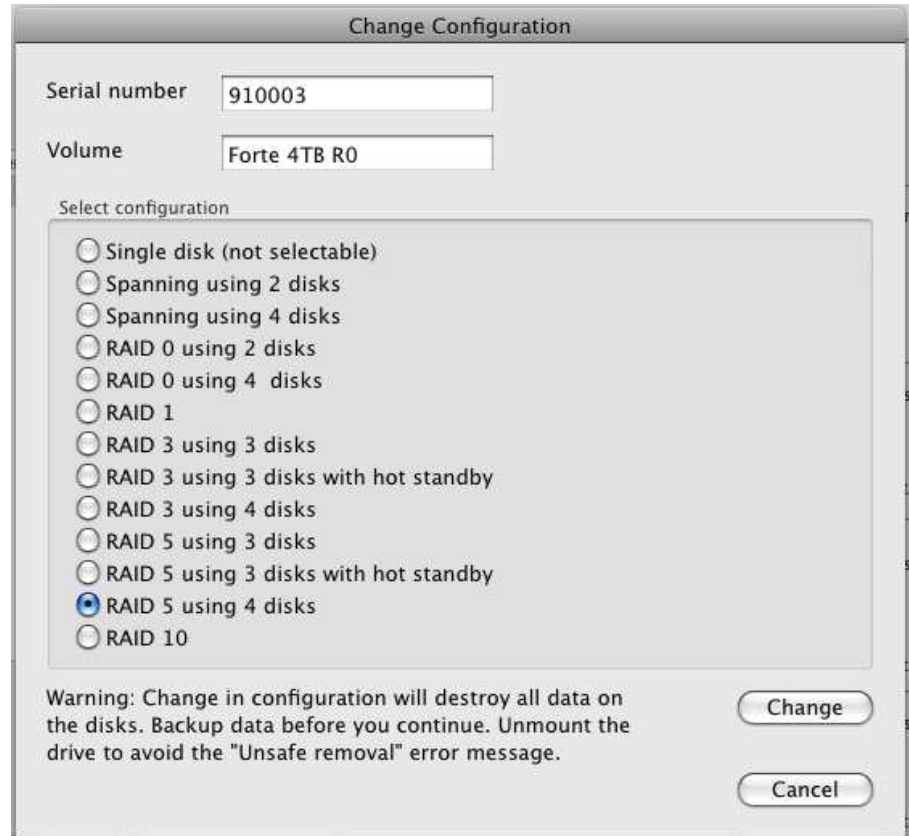 Change Configuration
Serial number 910003
Volume Forte 4TB R0
Select configuration
Single disk (not selectable)
Spanning using 2 disks
Spanning using 4 disks
RAID 0 using 2 disks
RAID 0 using 4  disks
RAID 1
RAID 3 using 3 disks
RAID 3 using 3 disks with hot standby
RAID 3 using 4 disks
RAID 5 using 3 disks
RAID 5 using 3 disks with hot standby
RAID 5 using 4 disks
RAID 10
Warning: Change in configuration will destroy all data on
the disks. Backup data before you continue. Unmount the
drive to avoid the "Unsafe removal" error message.
Change
Cancel